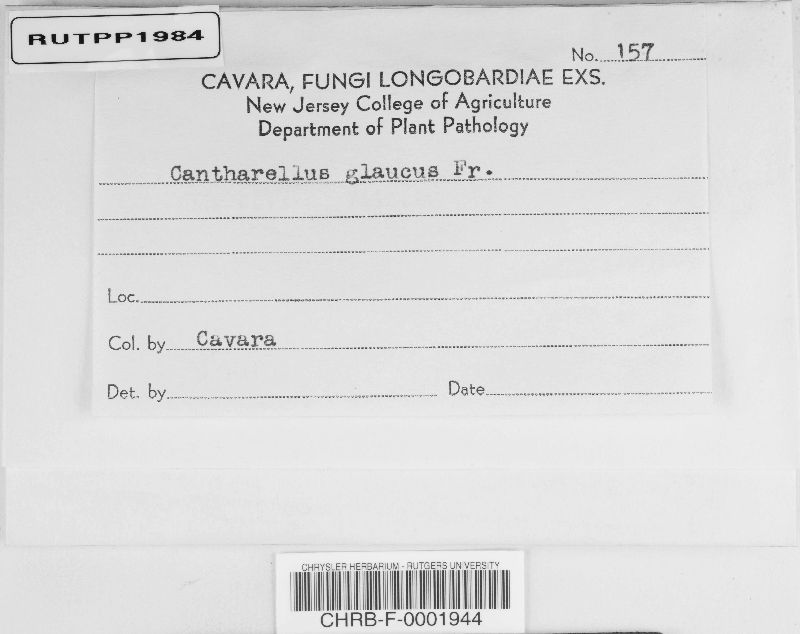 RUTPP1984
No. 157
CAVARA, FUNGI LONGOBARDIAE EXS.
New Jersey College of Agriculture
Department of Plant Pathology
Cantharellus glaucus Fr.
Loc.
Col. by Cavara
Det. by Date
CHRYSLER HERBARIUM - RUTGERS UNIVERSITY
CHRB-F-0001944